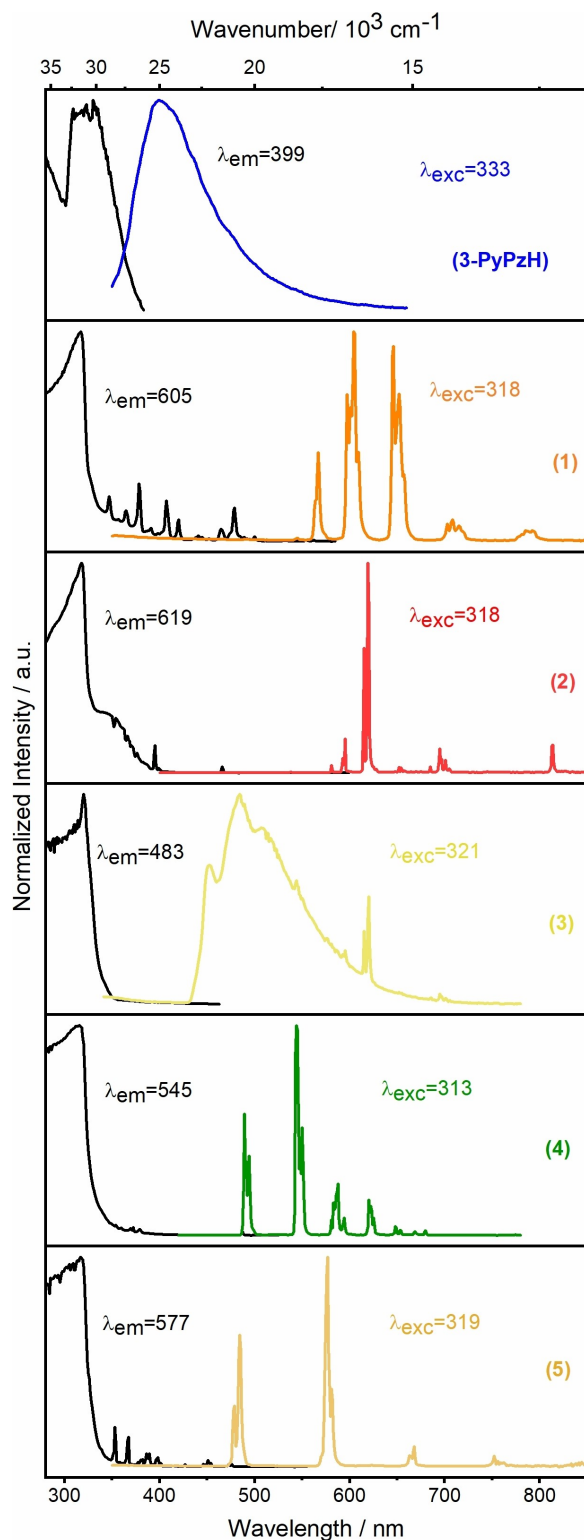 Wavenumber/ 10³ cm⁻¹
35 30 25 20 15
λem=399
λexc=333
(3-PyPzH)
λem=605
λexc=318
(1)
λem=619
λexc=318
(2)
Normalized Intensity / a.u.
λem=483
λexc=321
(3)
λem=545
λexc=313
(4)
λem=577
λexc=319
(5)
300 400 500 600 700 800
Wavelength / nm